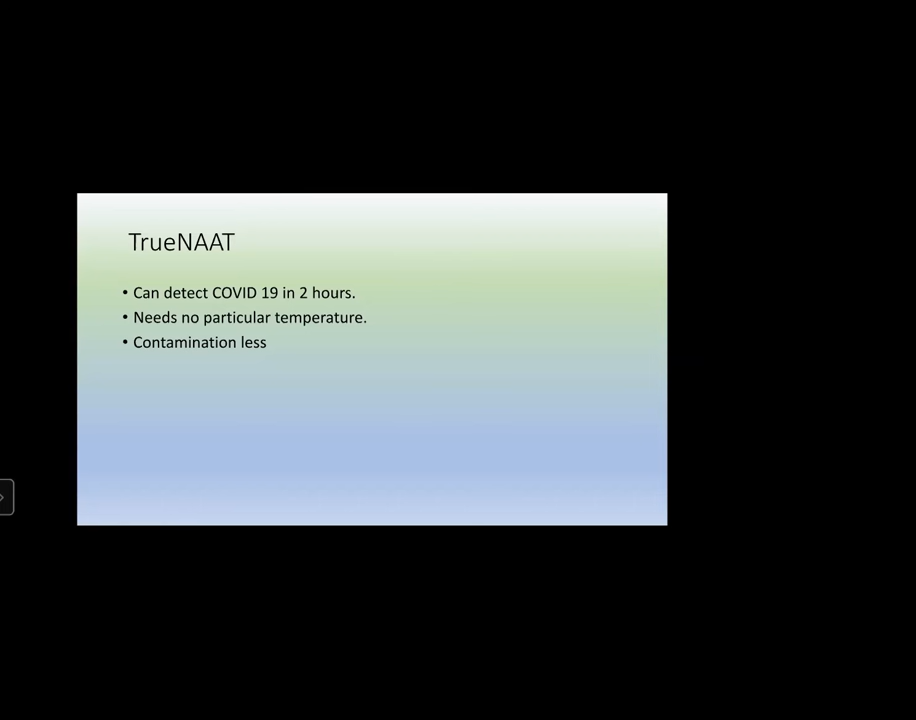 TrueNAAT
• Can detect COVID 19 in 2 hours.
• Needs no particular temperature.
• Contamination less